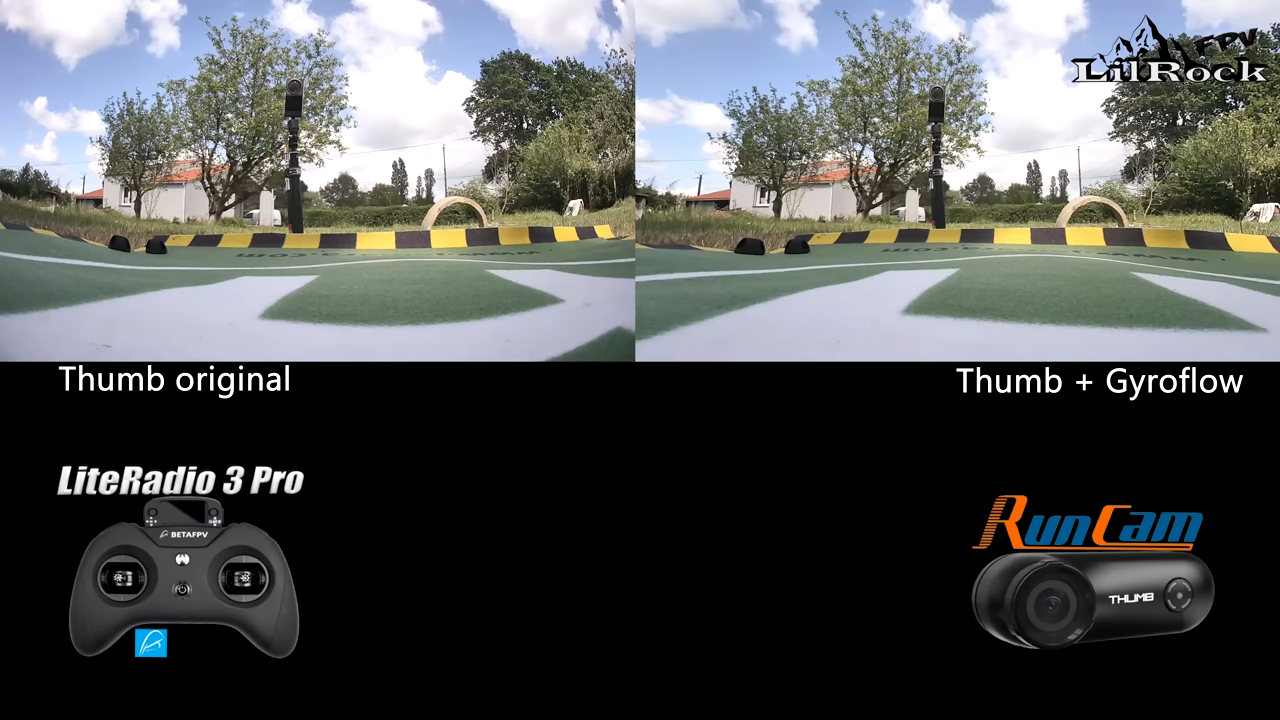 FPV
LilRock
Thumb original
Thumb + Gyroflow
LiteRadio 3 Pro
BETAFPV
RunCam
THUMB